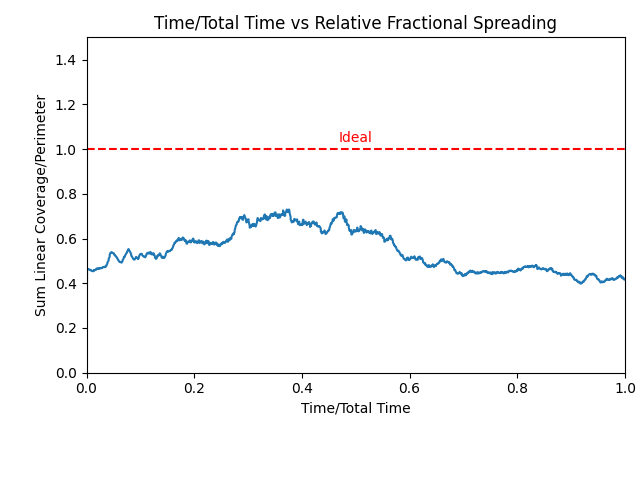 Time/Total Time vs Relative Fractional Spreading
Sum Linear Coverage/Perimeter
1.4
1.2
1.0
0.8
0.6
0.4
0.2
0.0
Ideal
0.0 0.2 0.4 0.6 0.8 1.0
Time/Total Time